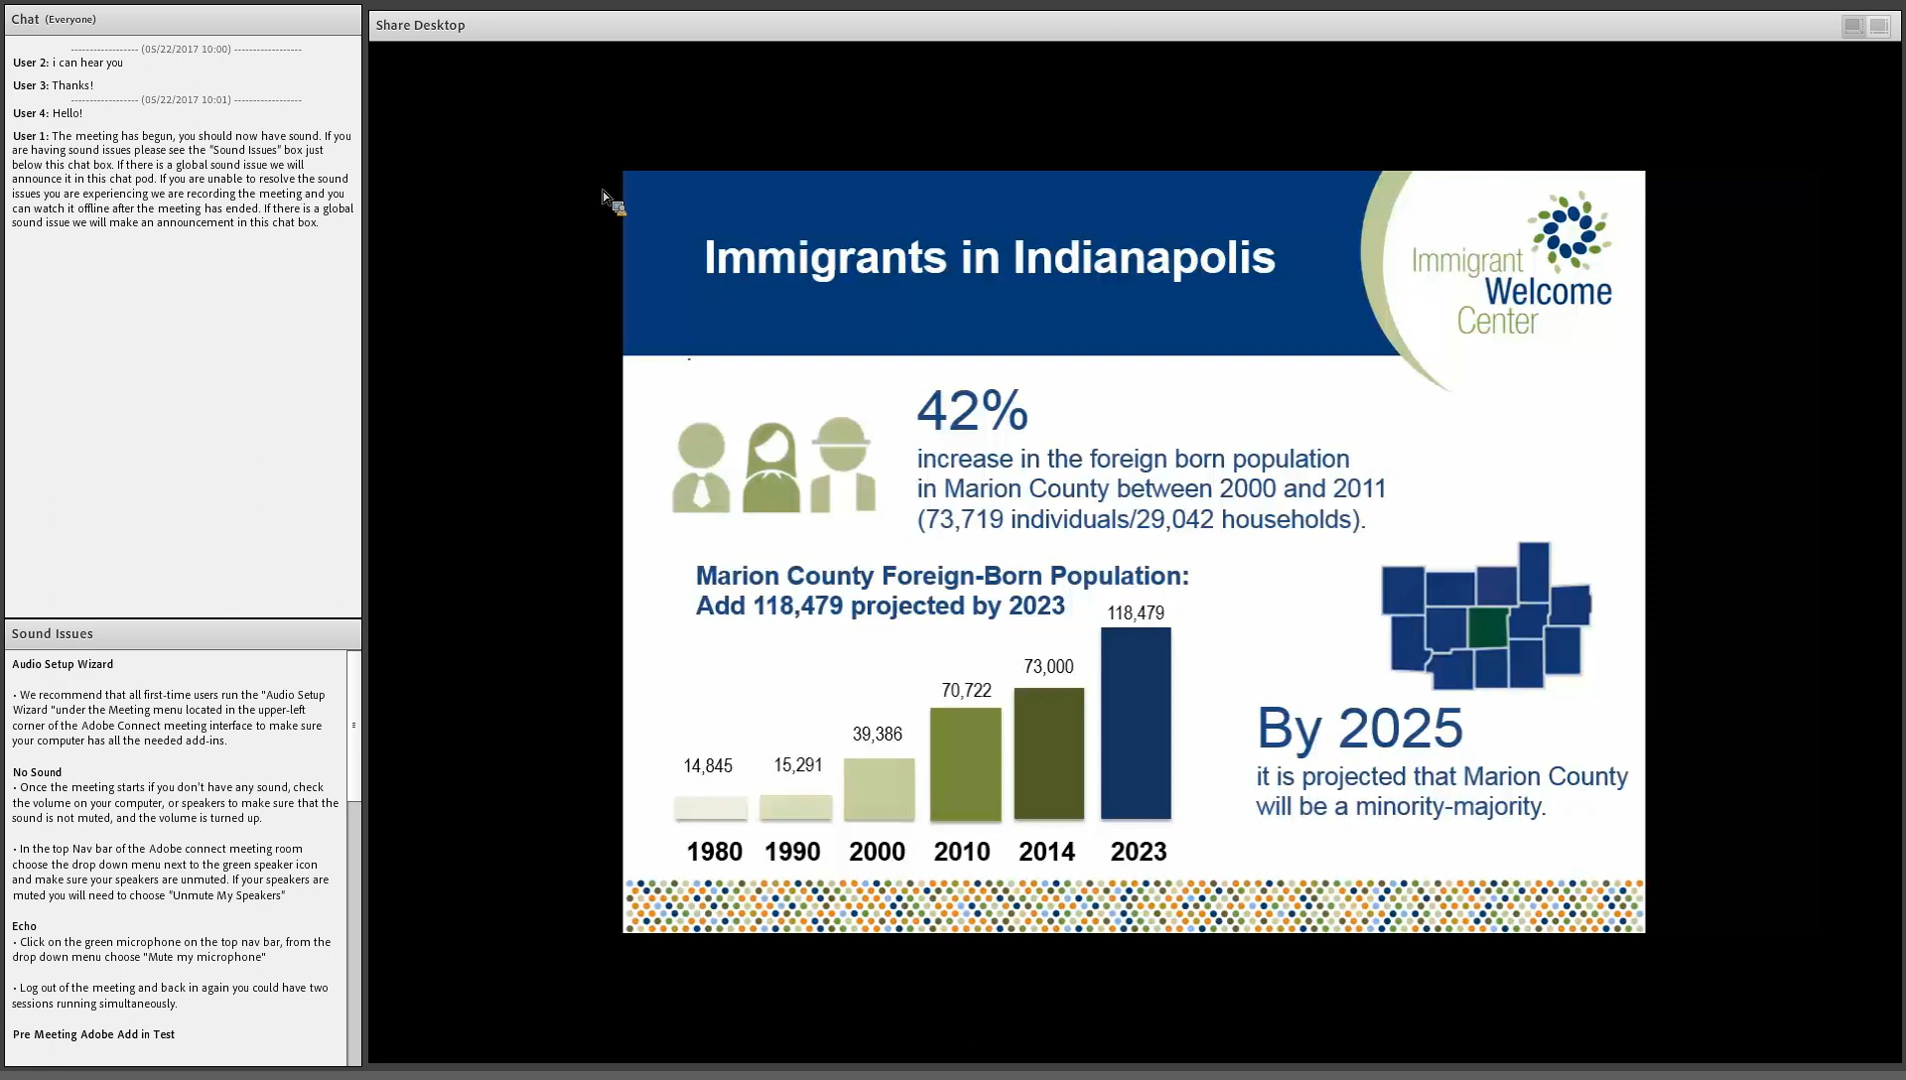 Chat (Everyone)
------------------ (05/22/2017 10:00) ------------------
User 2: i can hear you
User 3: Thanks!
------------------ (05/22/2017 10:01) ------------------
User 4: Hello!
User 1: The meeting has begun, you should now have sound. If you
are having sound issues please see the "Sound Issues" box just
below this chat box. If there is a global sound issue we will
announce it in this chat pod. If you are unable to resolve the sound
issues you are experiencing we are recording the meeting and you
can watch it offline after the meeting has ended. If there is a global
sound issue we will make an announcement in this chat box.
Sound Issues
Audio Setup Wizard
• We recommend that all first-time users run the "Audio Setup
Wizard "under the Meeting menu located in the upper-left
corner of the Adobe Connect meeting interface to make sure
your computer has all the needed add-ins.
No Sound
• Once the meeting starts if you don't have any sound, check
the volume on your computer, or speakers to make sure that the
sound is not muted, and the volume is turned up.
• In the top Nav bar of the Adobe connect meeting room
choose the drop down menu next to the green speaker icon
and make sure your speakers are unmuted. If your speakers are
muted you will need to choose "Unmute My Speakers"
Echo
• Click on the green microphone on the top nav bar, from the
drop down menu choose "Mute my microphone"
• Log out of the meeting and back in again you could have two
sessions running simultaneously.
Pre Meeting Adobe Add in Test
Share Desktop
Immigrants in Indianapolis
Immigrant
Welcome
Center
42%
increase in the foreign born population
in Marion County between 2000 and 2011
(73,719 individuals/29,042 households).
Marion County Foreign-Born Population:
Add 118,479 projected by 2023
14,845
15,291
39,386
70,722
73,000
118,479
1980 1990 2000 2010 2014 2023
By 2025
it is projected that Marion County
will be a minority-majority.